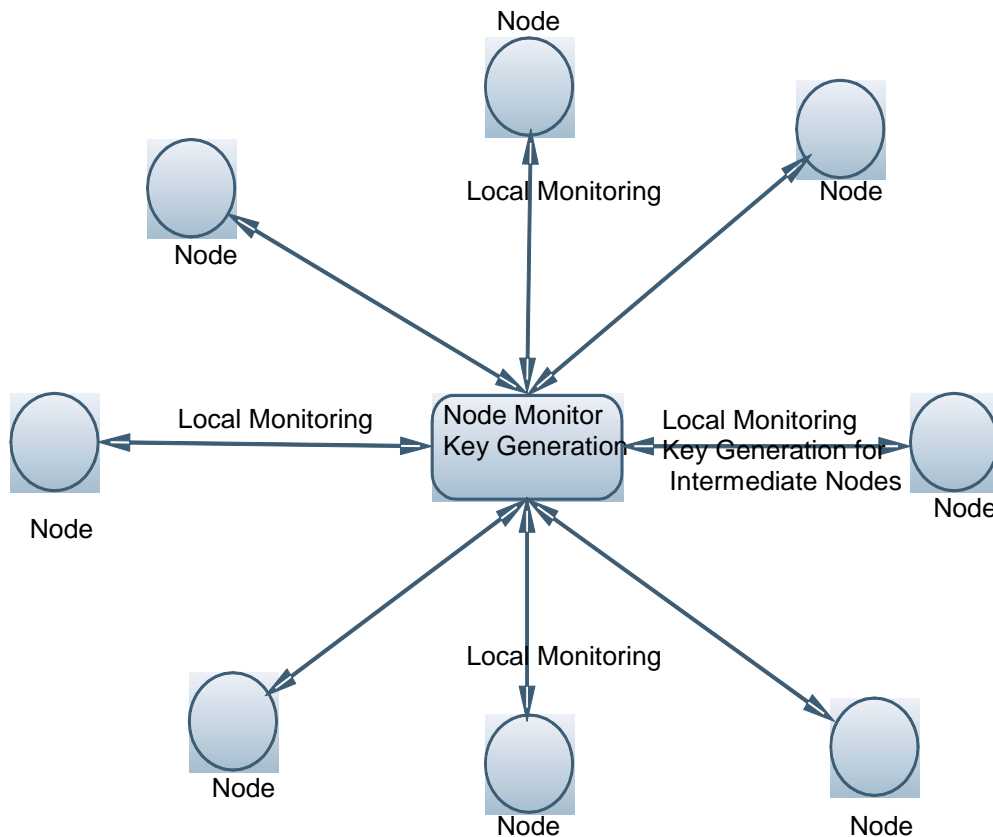 Node
Local Monitoring
Node
Node
Local Monitoring
Node Monitor
Key Generation
Local Monitoring
Key Generation for
Intermediate Nodes
Node
Node
Local Monitoring
Node
Node
Node